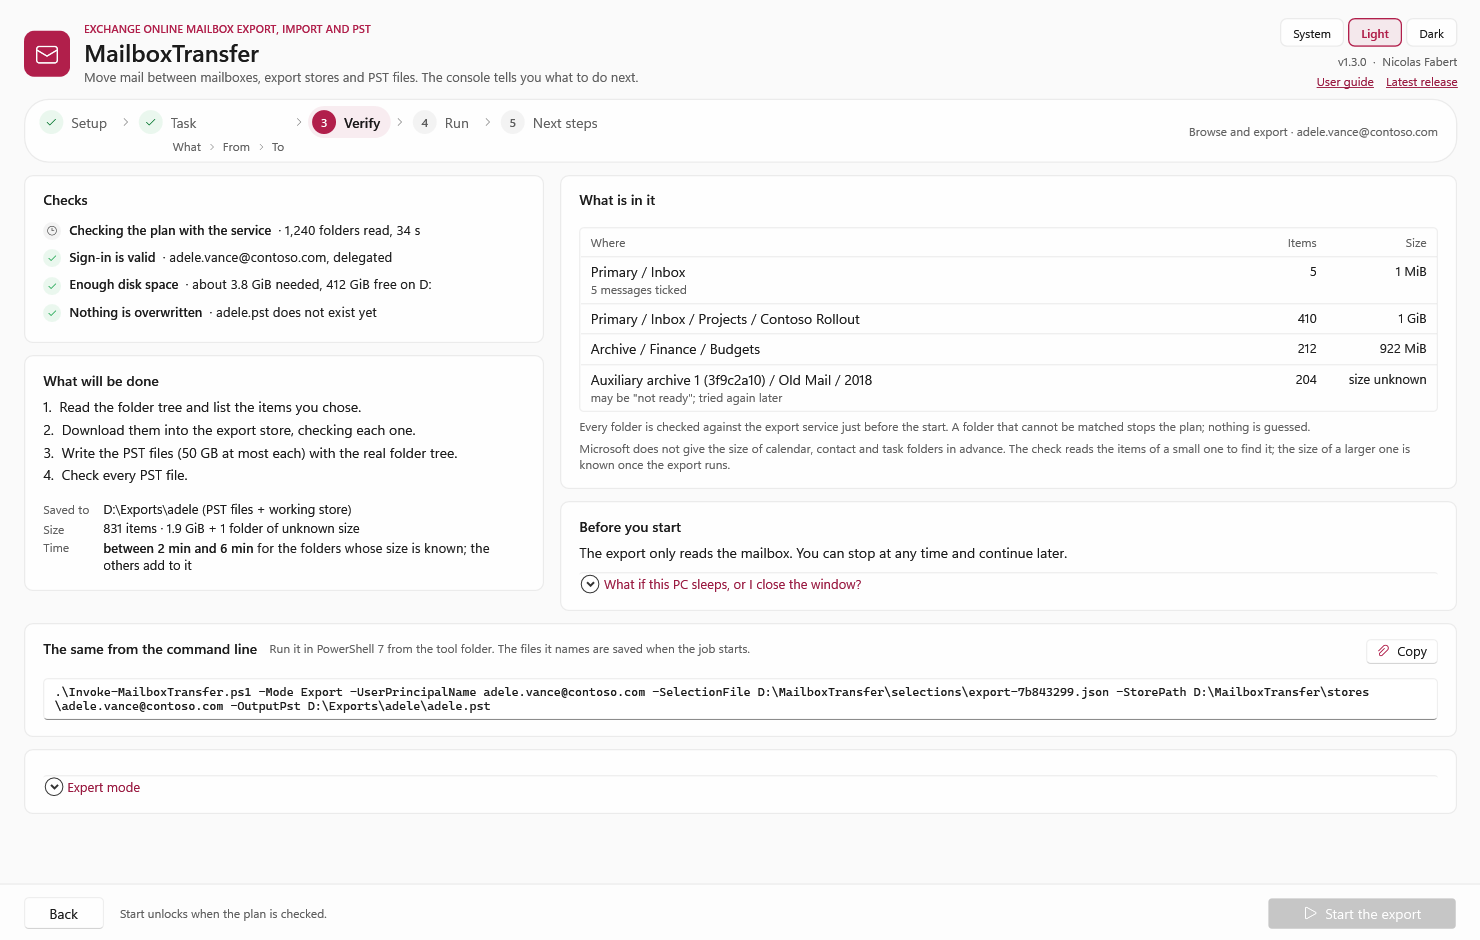 EXCHANGE ONLINE MAILBOX EXPORT, IMPORT AND PST
MailboxTransfer
Move mail between mailboxes, export stores and PST files. The console tells you what to do next.
System
Light
Dark
v1.3.0 · Nicolas Fabert
User guide
Latest release
Setup
Task
3
Verify
4
Run
5
Next steps
What
From
To
Browse and export · adele.vance@contoso.com
Checks
Checking the plan with the service · 1,240 folders read, 34 s
Sign-in is valid · adele.vance@contoso.com, delegated
Enough disk space · about 3.8 GiB needed, 412 GiB free on D:
Nothing is overwritten · adele.pst does not exist yet
What will be done
1. Read the folder tree and list the items you chose.
2. Download them into the export store, checking each one.
3. Write the PST files (50 GB at most each) with the real folder tree.
4. Check every PST file.
Saved to D:\Exports\adele (PST files + working store)
Size 831 items · 1.9 GiB + 1 folder of unknown size
Time between 2 min and 6 min for the folders whose size is known; the
others add to it
What is in it
Where Items Size
Primary / Inbox 5 1 MiB
5 messages ticked
Primary / Inbox / Projects / Contoso Rollout 410 1 GiB
Archive / Finance / Budgets 212 922 MiB
Auxiliary archive 1 (3f9c2a10) / Old Mail / 2018 204 size unknown
may be "not ready"; tried again later
Every folder is checked against the export service just before the start. A folder that cannot be matched stops the plan; nothing is guessed.
Microsoft does not give the size of calendar, contact and task folders in advance. The check reads the items of a small one to find it; the size of a larger one is
known once the export runs.
Before you start
The export only reads the mailbox. You can stop at any time and continue later.
What if this PC sleeps, or I close the window?
The same from the command line Run it in PowerShell 7 from the tool folder. The files it names are saved when the job starts.
Copy
.\Invoke-MailboxTransfer.ps1 -Mode Export -UserPrincipalName adele.vance@contoso.com -SelectionFile D:\MailboxTransfer\selections\export-7b843299.json -StorePath D:\MailboxTransfer\stores
\adele.vance@contoso.com -OutputPst D:\Exports\adele\adele.pst
Expert mode
Back
Start unlocks when the plan is checked.
Start the export